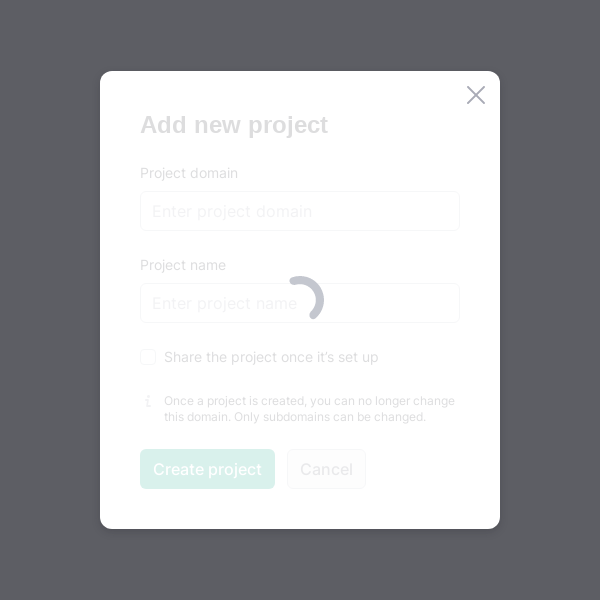 Add new project
Project domain
Enter project domain
Project name
Enter project name
Share the project once it's set up
Once a project is created, you can no longer change
this domain. Only subdomains can be changed.
Create project
Cancel